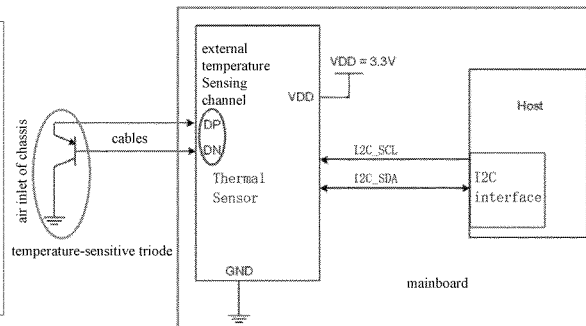 external
temperature
Sensing
channel
VDD = 3.3V
VDD
Host
DP
cables
DN
I2C_SCL
air inlet of chassis
Thermal
Sensor
I2C_SDA
I2C
interface
temperature-sensitive triode
GND
mainboard